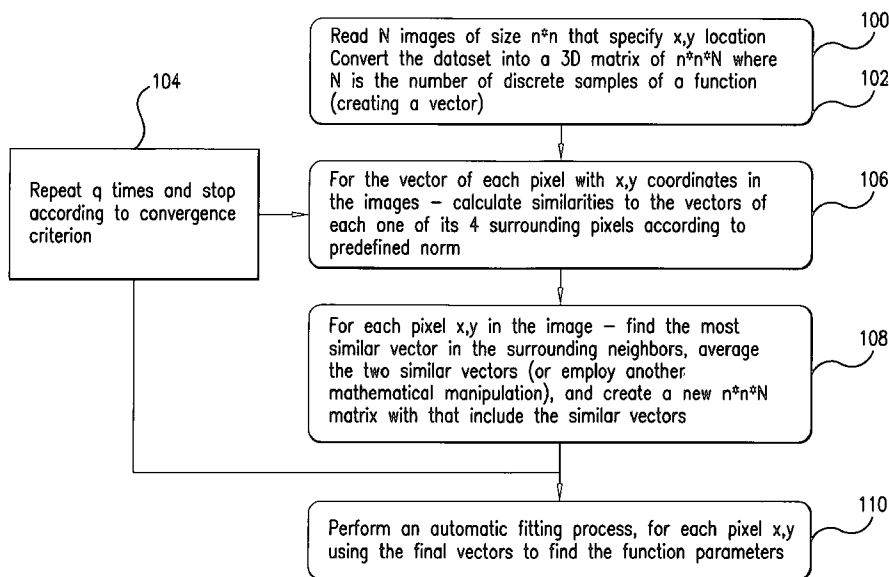 100
Read N images of size n*n that specify x,y location
Convert the dataset into a 3D matrix of n*n*N where
N is the number of discrete samples of a function
(creating a vector)
102
104
Repeat q times and stop
according to convergence
criterion
For the vector of each pixel with x,y coordinates in
the images – calculate similarities to the vectors of
each one of its 4 surrounding pixels according to
predefined norm
106
For each pixel x,y in the image – find the most
similar vector in the surrounding neighbors, average
the two similar vectors (or employ another
mathematical manipulation), and create a new n*n*N
matrix with that include the similar vectors
108
Perform an automatic fitting process, for each pixel x,y
using the final vectors to find the function parameters
110